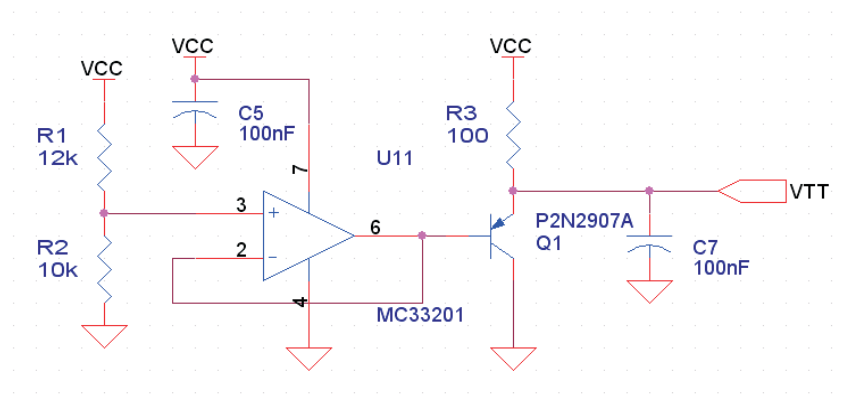 VCC
VCC
VCC
C5
100nF
R3
100
R1
12k
U11
7
3
+
6
2
-
P2N2907A
Q1
VTT
R2
10k
C7
100nF
4
MC33201